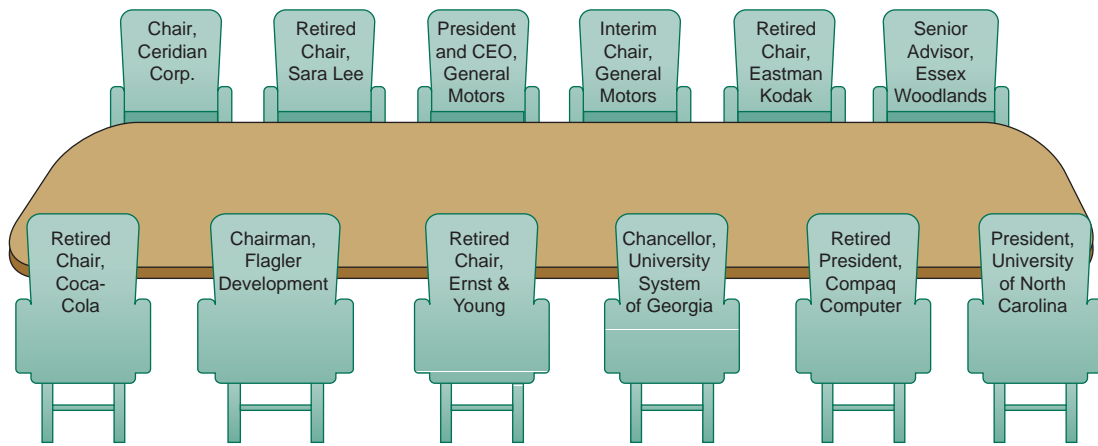 Chair,
Ceridian
Corp.
Retired
Chair,
Sara Lee
President
and CEO,
General
Motors
Interim
Chair,
General
Motors
Retired
Chair,
Eastman
Kodak
Senior
Advisor,
Essex
Woodlands
Retired
Chair,
Coca-
Cola
Chairman,
Flagler
Development
Retired
Chair,
Ernst &
Young
Chancellor,
University
System
of Georgia
Retired
President,
Compaq
Computer
President,
University
of North
Carolina